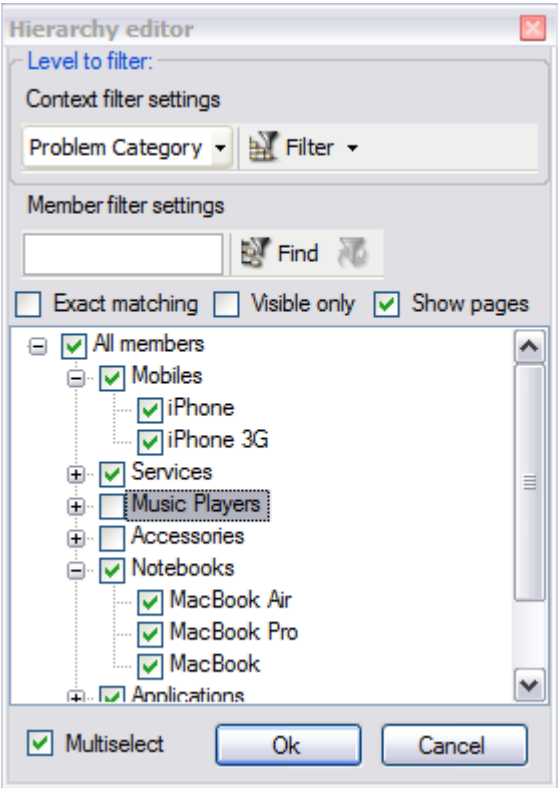 Hierarchy editor
Level to filter:
Context filter settings
Problem Category Filter
Member filter settings
Find
Exact matching Visible only Show pages
All members
Mobiles
iPhone
iPhone 3G
Services
Music Players
Accessories
Notebooks
MacBook Air
MacBook Pro
MacBook
Applications
Multiselect Ok Cancel